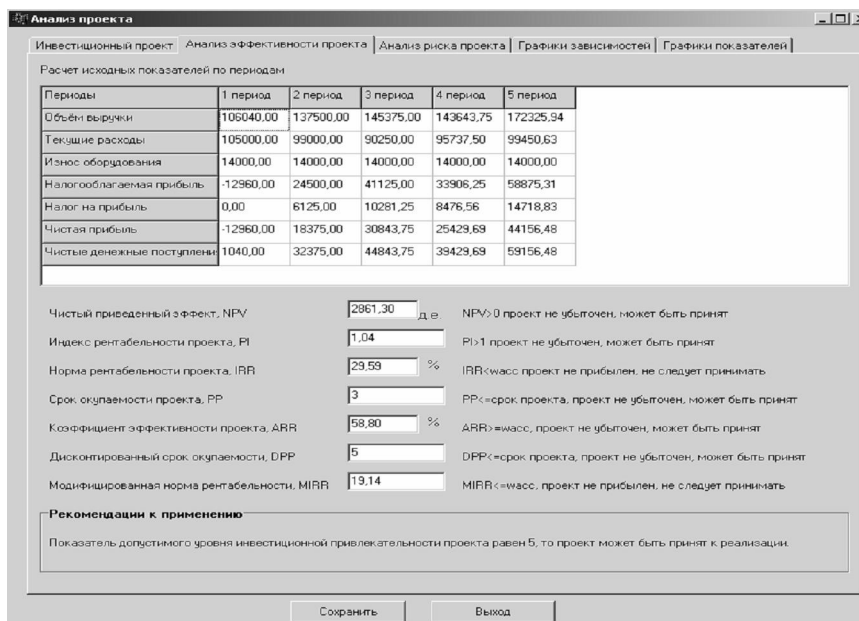 Анализ проекта
Инвестиционный проект Анализ эффективности проекта Анализ риска проекта Графики зависимостей Графики показателей
Расчет исходных показателей по периодам
Периоды 1 период 2 период 3 период 4 период 5 период
Объём выручки 106040,00 137500,00 145375,00 143643,75 172325,94
Текущие расходы 105000,00 99000,00 90250,00 95737,50 99450,63
Износ оборудования 14000,00 14000,00 14000,00 14000,00 14000,00
Налогооблагаемая прибыль -12960,00 24500,00 41125,00 33906,25 58875,31
Налог на прибыль 0,00 6125,00 10281,25 8476,56 14718,83
Чистая прибыль -12960,00 18375,00 30843,75 25429,69 44156,48
Чистые денежные поступлени 1040,00 32375,00 44843,75 39429,69 59156,48
Чистый приведенный эффект, NPV 2861,30 д.е. NPV>0 проект не убыточен, может быть принят
Индекс рентабельности проекта, PI 1,04 PI>1 проект не убыточен, может быть принят
Норма рентабельности проекта, IRR 29,59 % IRR<wacc проект не прибылен, не следует принимать
Срок окупаемости проекта, PP 3 PP<=срок проекта, проект не убыточен, может быть принят
Коэффициент эффективности проекта, ARR 58,80 % ARR>=wacc, проект не убыточен, может быть принят
Дисконтированный срок окупаемости, DPP 5 DPP<=срок проекта, проект не убыточен, может быть принят
Модифицированная норма рентабельности, MIRR 19,14 MIRR<=wacc, проект не прибылен, не следует принимать
Рекомендации к применению
Показатель допустимого уровня инвестиционной привлекательности проекта равен 5, то проект может быть принят к реализации.
Сохранить Выход